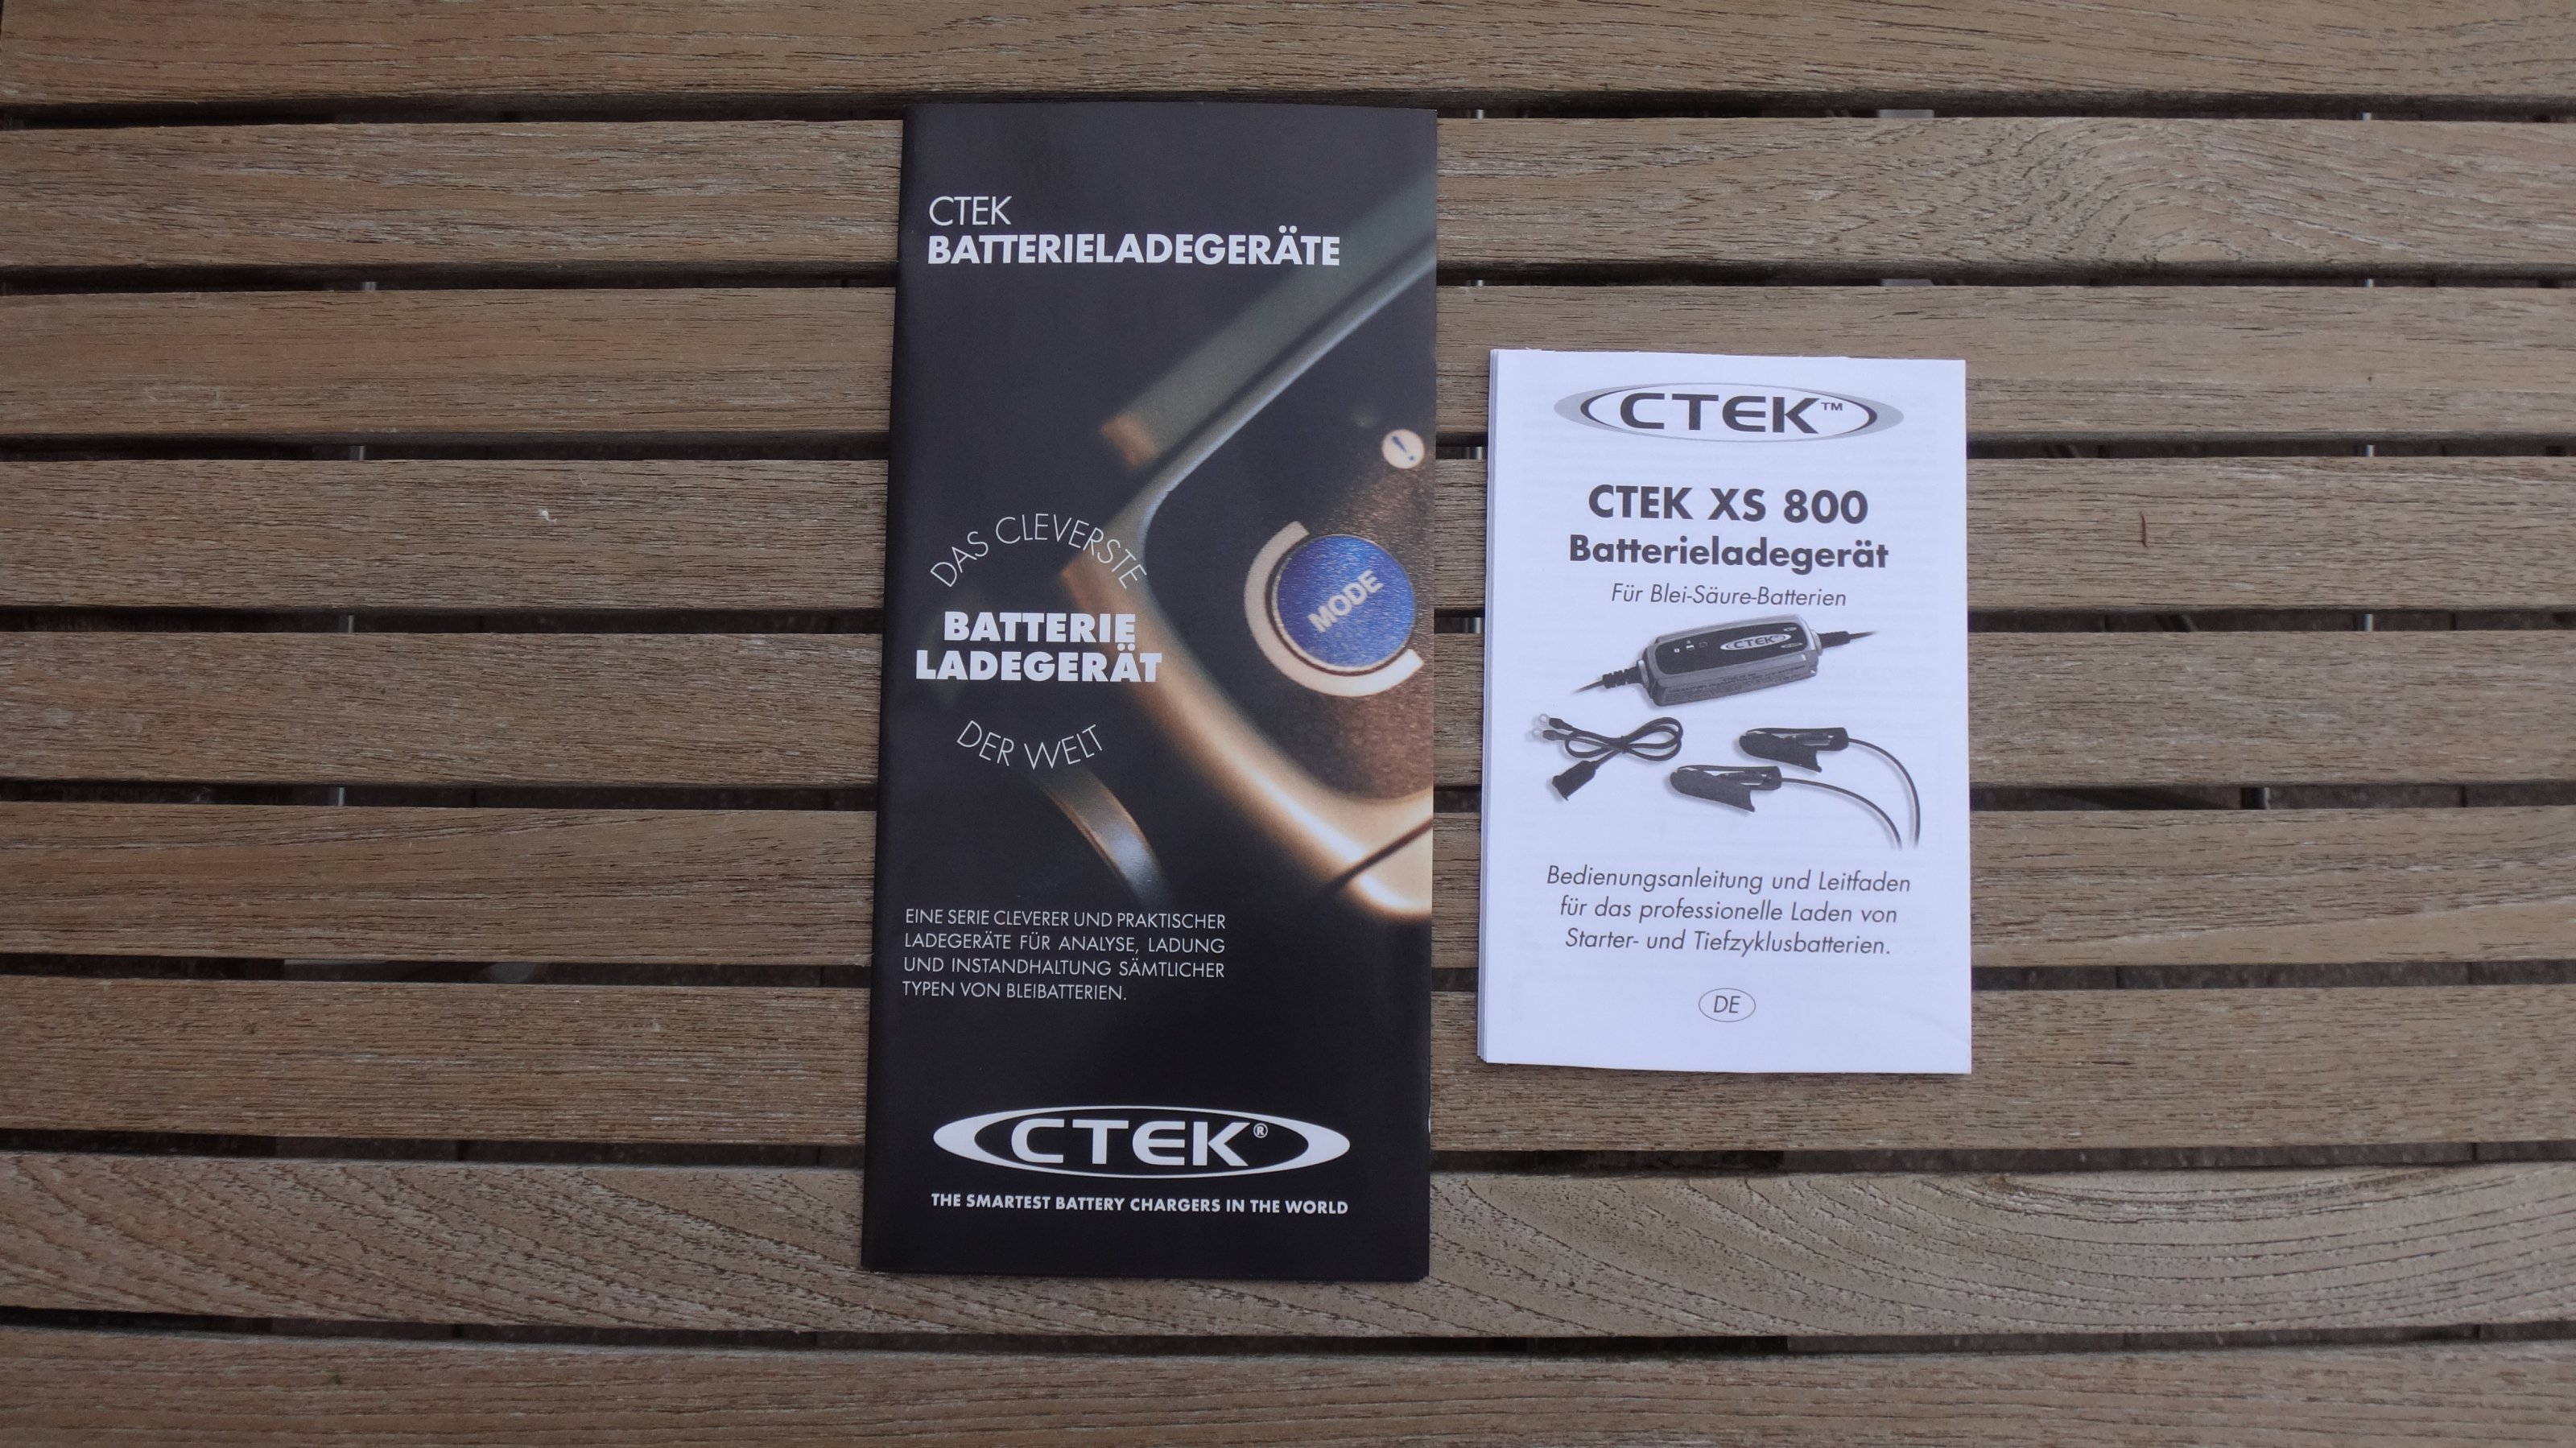 CTEK
BATTERIELADEGERÄTE
!
MODE
DAS CLEVERSTE
BATTERIE
LADEGERÄT
DER WELT
EINE SERIE CLEVERER UND PRAKTISCHER
LADEGERÄTE FÜR ANALYSE, LADUNG
UND INSTANDHALTUNG SÄMTLICHER
TYPEN VON BLEIBATTERIEN.
CTEK®
THE SMARTEST BATTERY CHARGERS IN THE WORLD
CTEK™
CTEK XS 800
Batterieladegerät
Für Blei-Säure-Batterien
CTEK
Bedienungsanleitung und Leitfaden
für das professionelle Laden von
Starter- und Tiefzyklusbatterien.
DE